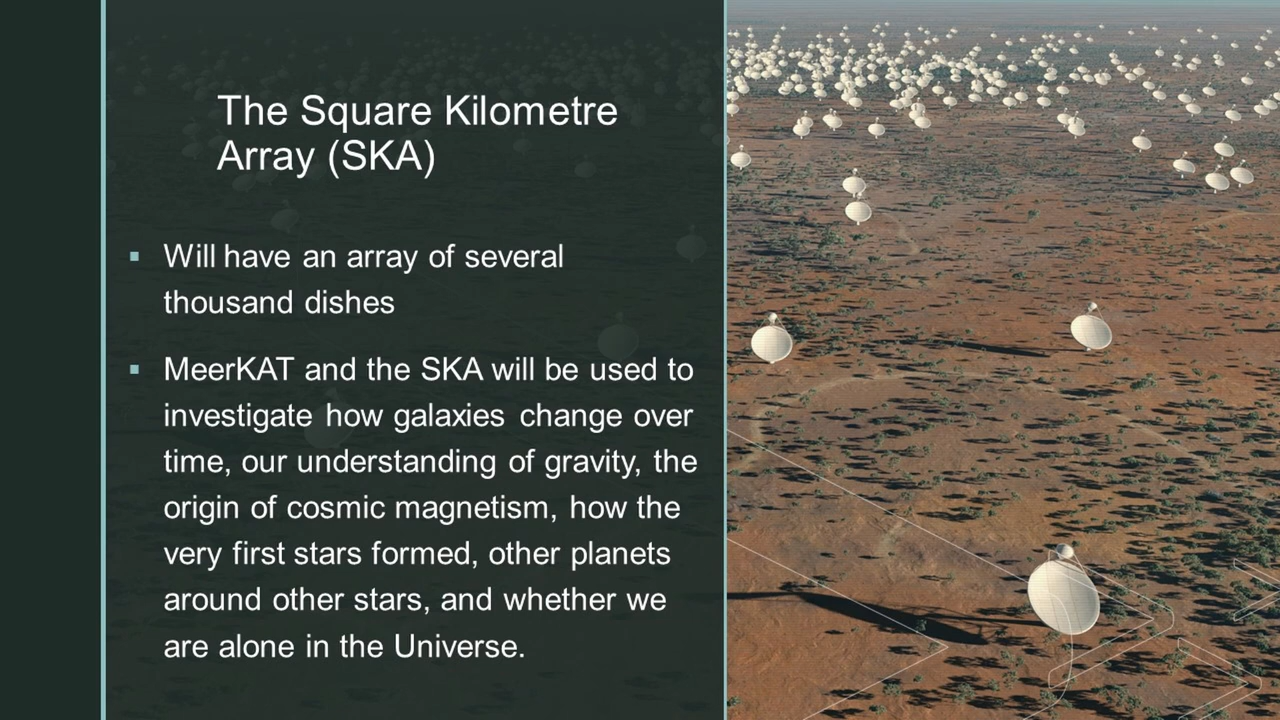 The Square Kilometre
Array (SKA)
▪ Will have an array of several
thousand dishes
▪ MeerKAT and the SKA will be used to
investigate how galaxies change over
time, our understanding of gravity, the
origin of cosmic magnetism, how the
very first stars formed, other planets
around other stars, and whether we
are alone in the Universe.